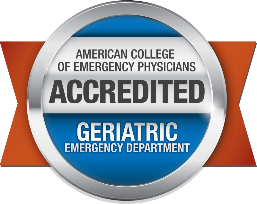 AMERICAN COLLEGE
OF EMERGENCY PHYSICIANS
ACCREDITED
GERIATRIC
EMERGENCY DEPARTMENT